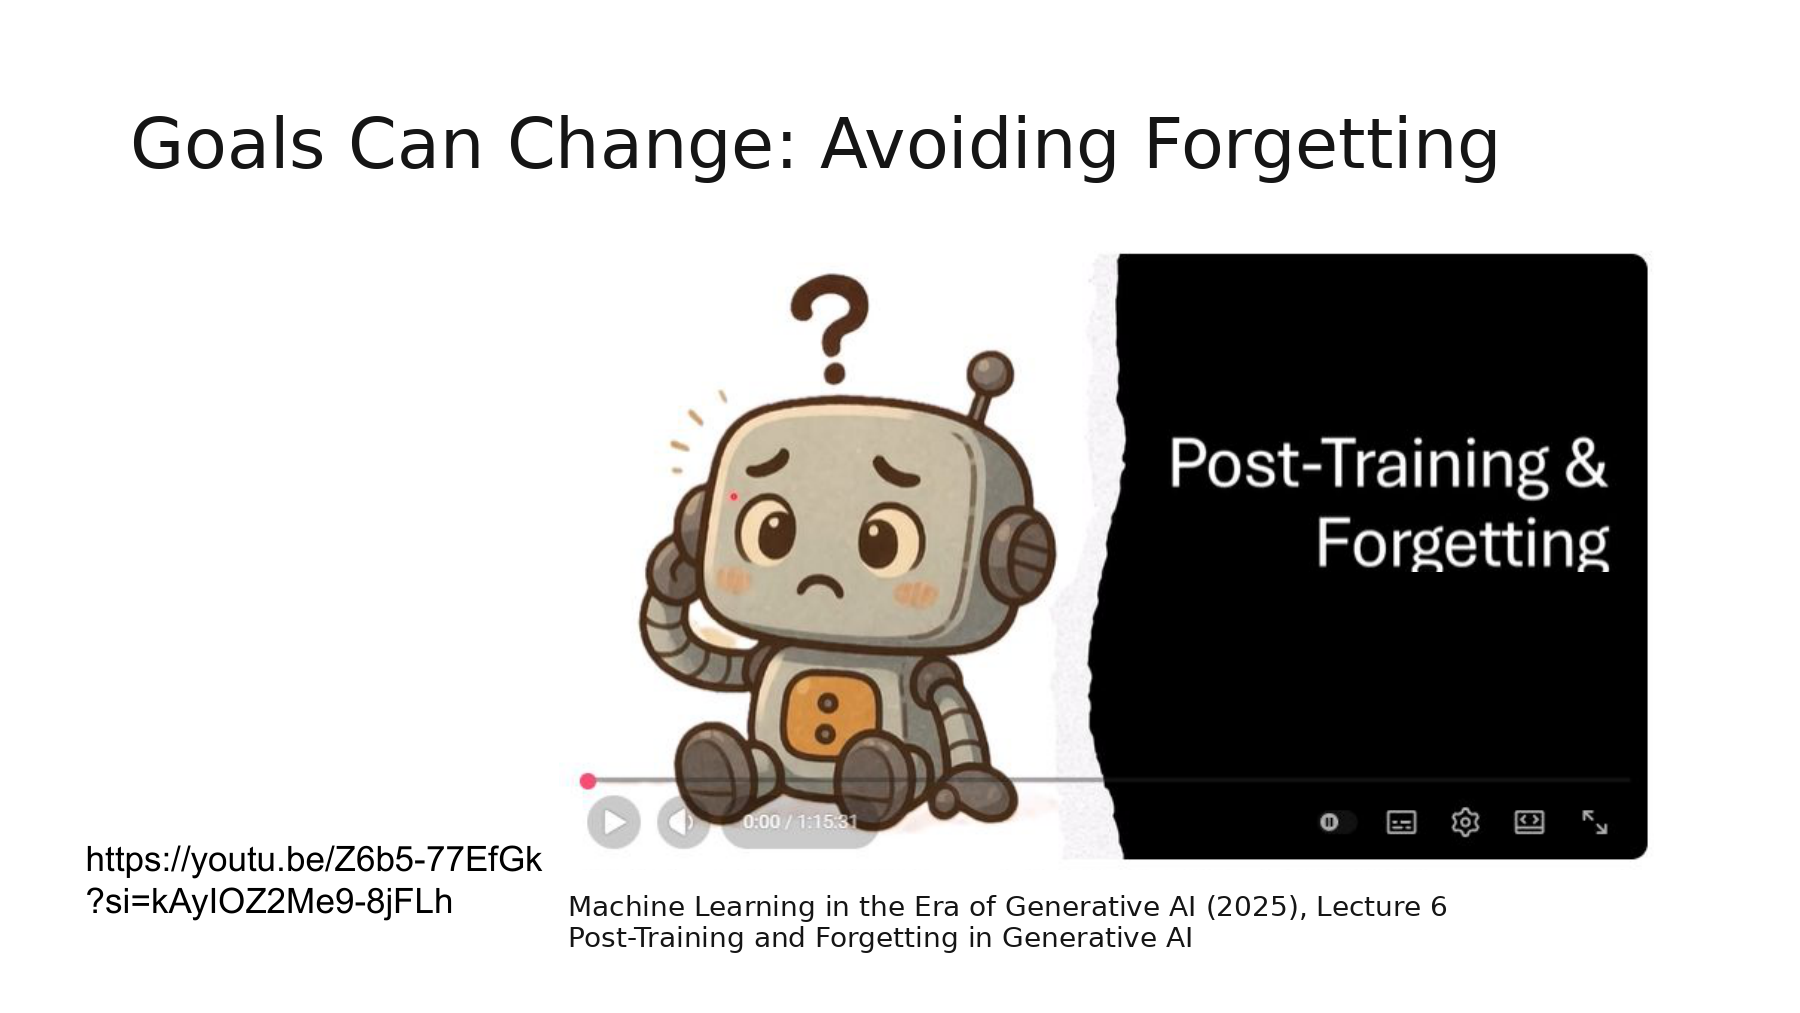 Goals Can Change: Avoiding Forgetting
?
Post-Training &
Forgetting
0:00 / 1:15:31
https://youtu.be/Z6b5-77EfGk
?si=kAyIOZ2Me9-8jFLh
Machine Learning in the Era of Generative AI (2025), Lecture 6
Post-Training and Forgetting in Generative AI